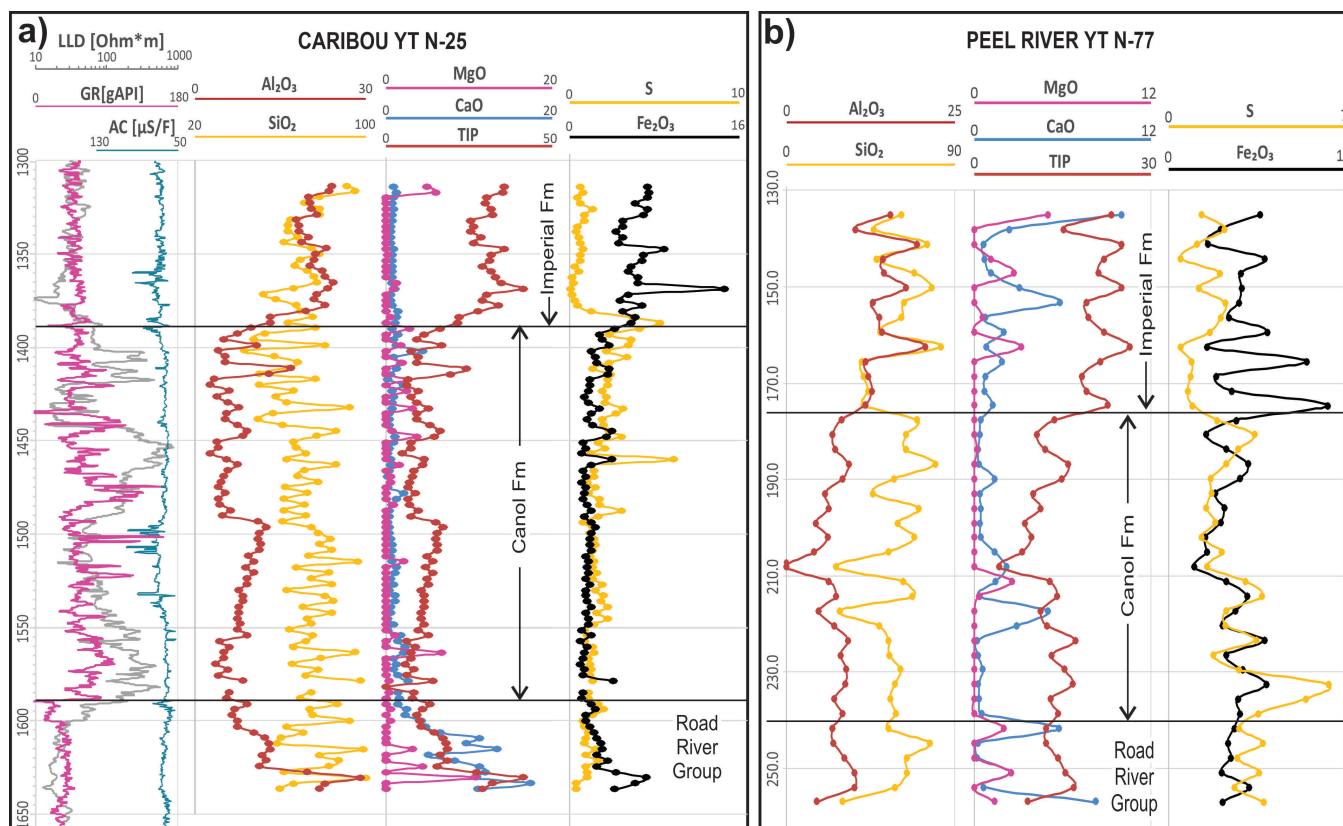 a)
CARIBOU YT N-25
LLD [Ohm*m]
10 100 1000
GR[gAPI]
0 180
AC [µS/F]
130 50
Al₂O₃
0 30
SiO₂
20 100
MgO
0 20
CaO
0 20
TIP
0 50
S
0 10
Fe₂O₃
0 16
1300
1350
1400
1450
1500
1550
1600
1650
Imperial Fm
Canol Fm
Road
River
Group
b)
PEEL RIVER YT N-77
Al₂O₃
0 25
SiO₂
0 90
MgO
0 12
CaO
0 12
TIP
0 30
S
0
Fe₂O₃
0
130.0
150.0
170.0
190.0
210.0
230.0
250.0
Imperial Fm
Canol Fm
Road
River
Group